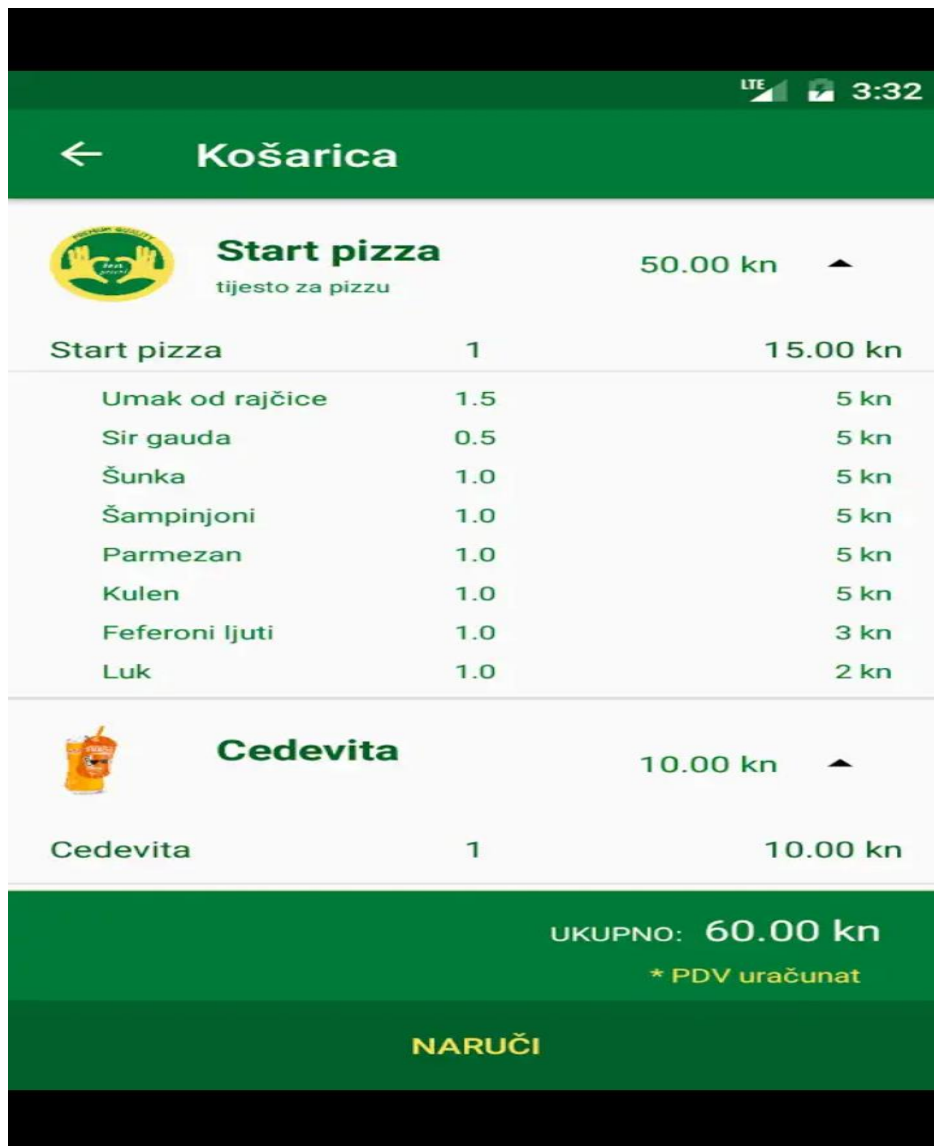 LTE 3:32
Košarica
PREMIUM QUALITY
Start pizza
50.00 kn
tijesto za pizzu
Start pizza 1 15.00 kn
Umak od rajčice 1.5 5 kn
Sir gauda 0.5 5 kn
Šunka 1.0 5 kn
Šampinjoni 1.0 5 kn
Parmezan 1.0 5 kn
Kulen 1.0 5 kn
Feferoni ljuti 1.0 3 kn
Luk 1.0 2 kn
Cedevita
10.00 kn
Cedevita 1 10.00 kn
UKUPNO: 60.00 kn
* PDV uračunat
NARUČI